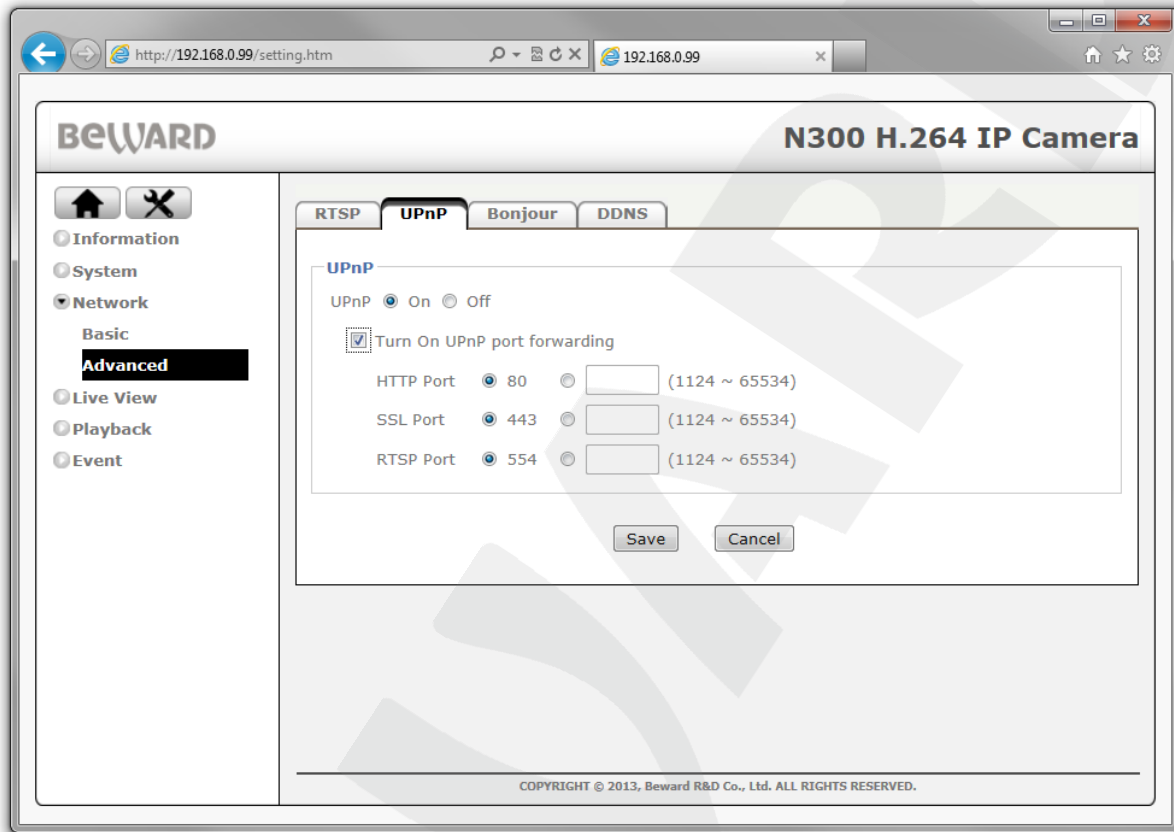 http://192.168.0.99/setting.htm
192.168.0.99
BEWARD
N300 H.264 IP Camera
Information
System
Network
Basic
Advanced
Live View
Playback
Event
RTSP
UPnP
Bonjour
DDNS
UPnP
UPnP On Off
Turn On UPnP port forwarding
HTTP Port 80 (1124 ~ 65534)
SSL Port 443 (1124 ~ 65534)
RTSP Port 554 (1124 ~ 65534)
Save Cancel
COPYRIGHT © 2013, Beward R&D Co., Ltd. ALL RIGHTS RESERVED.